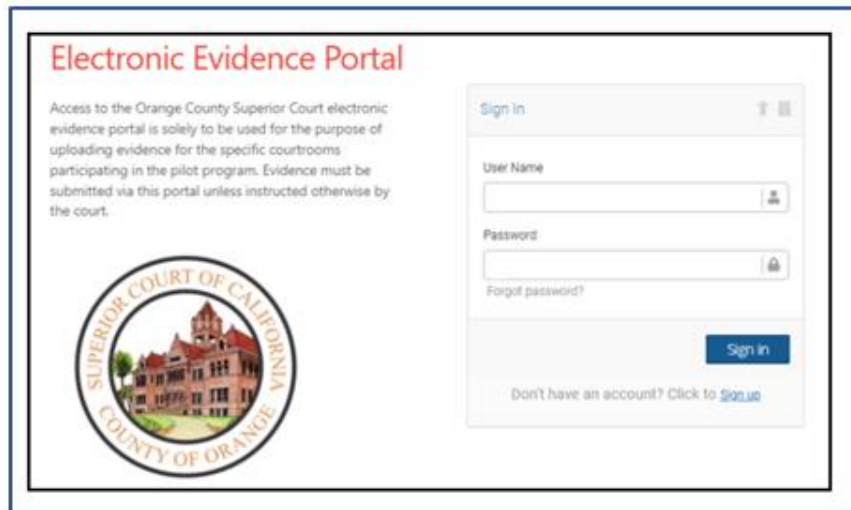 Electronic Evidence Portal
Access to the Orange County Superior Court electronic
evidence portal is solely to be used for the purpose of
uploading evidence for the specific courtrooms
participating in the pilot program. Evidence must be
submitted via this portal unless instructed otherwise by
the court.
SUPERIOR COURT OF CALIFORNIA
COUNTY OF ORANGE
Sign In
User Name
Password
Forgot password?
Sign in
Don't have an account? Click to Sign up